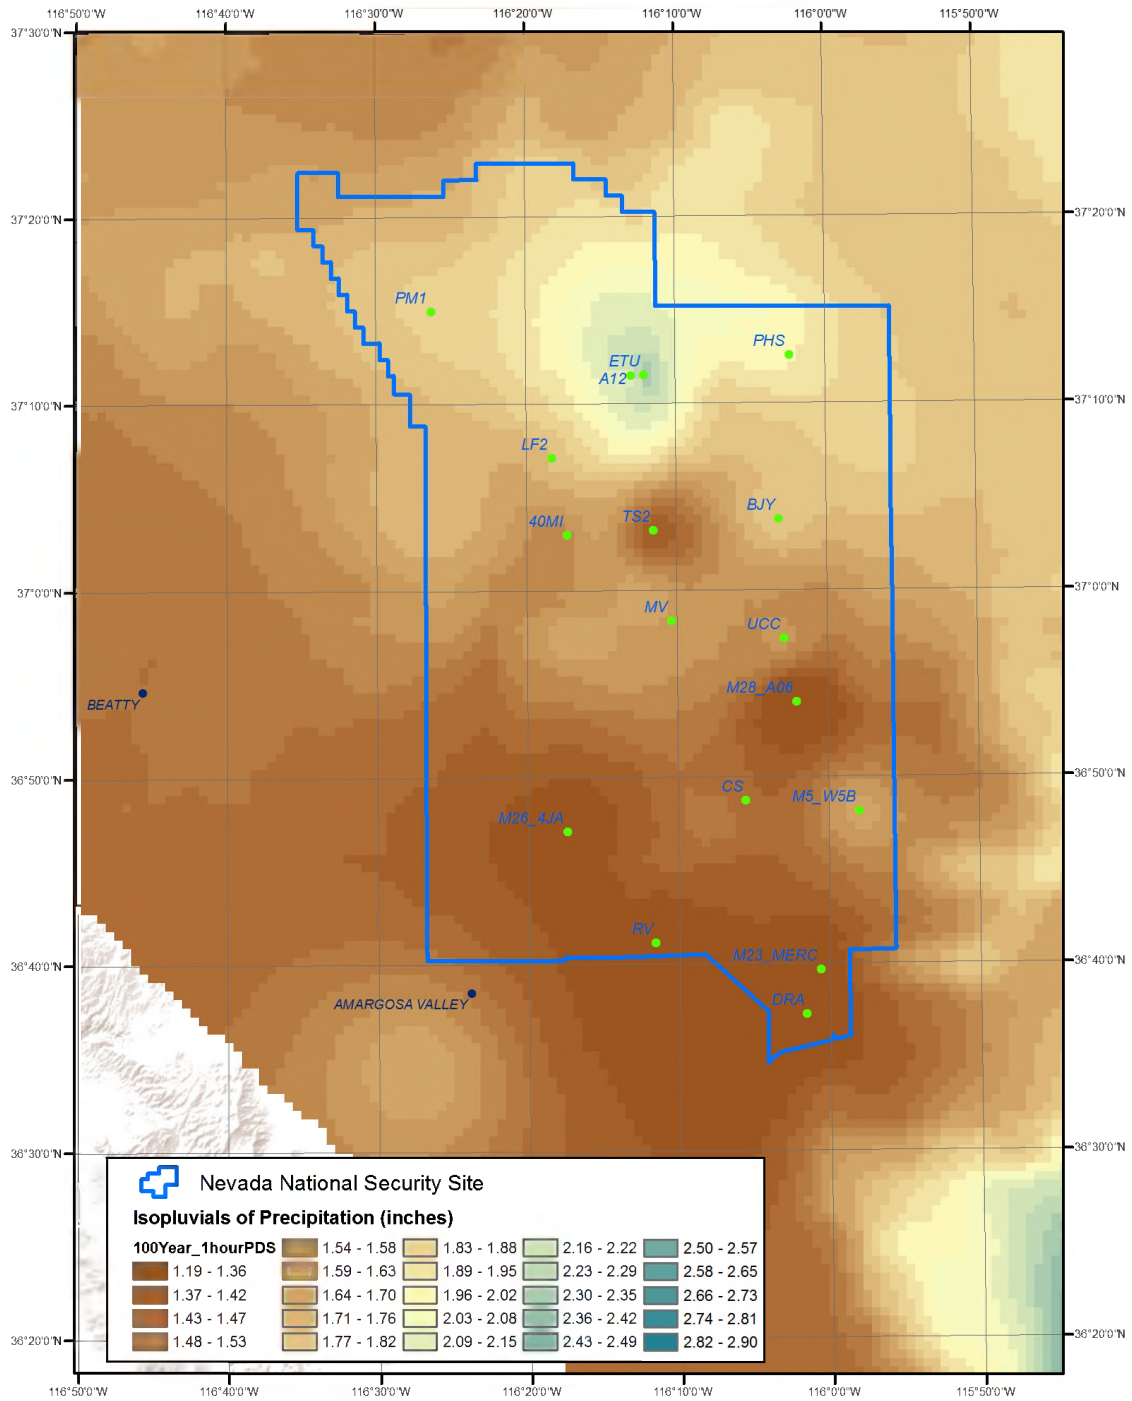 116°50'0"W 116°40'0"W 116°30'0"W 116°20'0"W 116°10'0"W 116°0'0"W 115°50'0"W
37°30'0"N
37°20'0"N 37°20'0"N
PM1
PHS
ETU
A12
37°10'0"N 37°10'0"N
LF2
BJY
40MI TS2
37°0'0"N 37°0'0"N
MV
UCC
M28_A06
BEATTY
36°50'0"N 36°50'0"N
CS M5_W5B
M26_4JA
RV
M23_MERC
36°40'0"N 36°40'0"N
DRA
AMARGOSA VALLEY
36°30'0"N 36°30'0"N
Nevada National Security Site
Isopluvials of Precipitation (inches)
100Year_1hourPDS 1.54 - 1.58 1.83 - 1.88 2.16 - 2.22 2.50 - 2.57
1.19 - 1.36 1.59 - 1.63 1.89 - 1.95 2.23 - 2.29 2.58 - 2.65
1.37 - 1.42 1.64 - 1.70 1.96 - 2.02 2.30 - 2.35 2.66 - 2.73
1.43 - 1.47 1.71 - 1.76 2.03 - 2.08 2.36 - 2.42 2.74 - 2.81
1.48 - 1.53 1.77 - 1.82 2.09 - 2.15 2.43 - 2.49 2.82 - 2.90
36°20'0"N 36°20'0"N
116°50'0"W 116°40'0"W 116°30'0"W 116°20'0"W 116°10'0"W 116°0'0"W 115°50'0"W